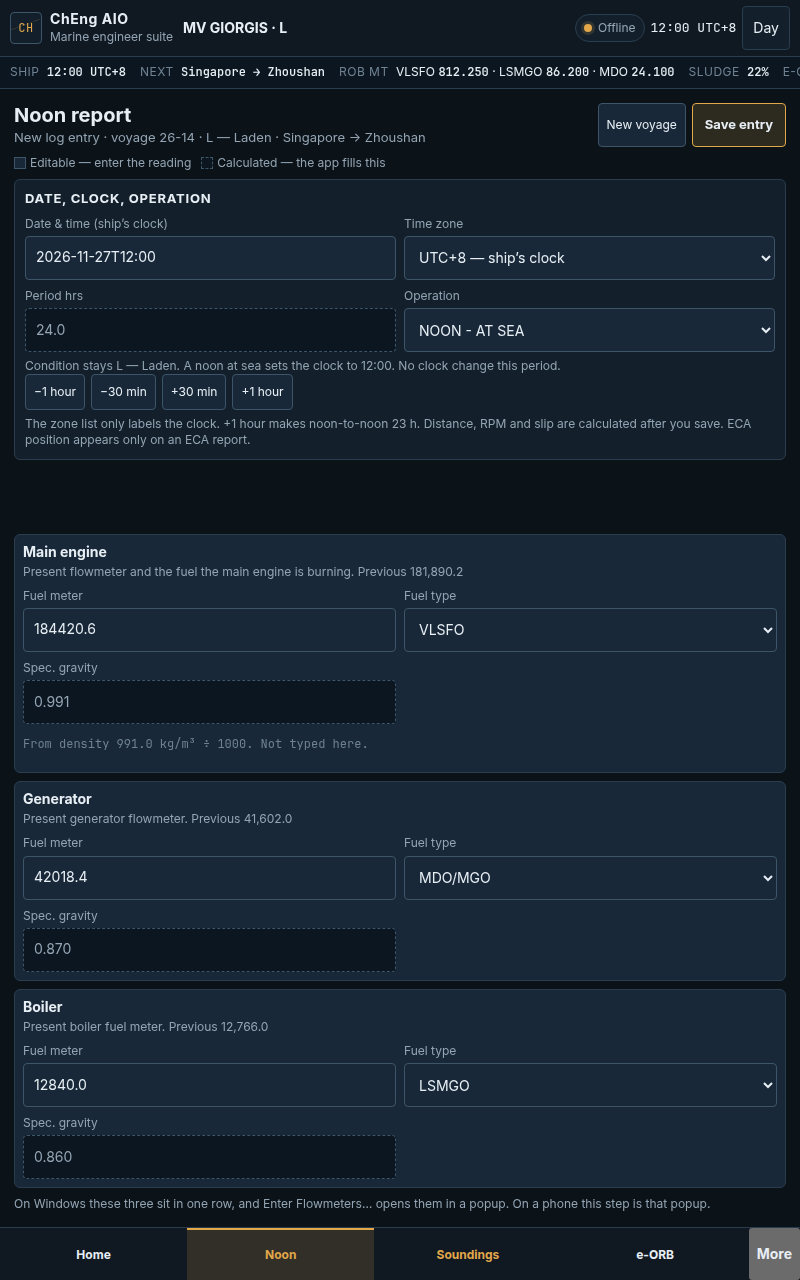 CH
ChEng AIO
Marine engineer suite
MV GIORGIS · L
Offline
12:00 UTC+8
Day
SHIP 12:00 UTC+8 NEXT Singapore → Zhoushan ROB MT VLSFO 812.250 · LSMGO 86.200 · MDO 24.100 SLUDGE 22%
Noon report
New log entry · voyage 26-14 · L — Laden · Singapore → Zhoushan
New voyage
Save entry
Editable — enter the reading
Calculated — the app fills this
DATE, CLOCK, OPERATION
Date & time (ship's clock)
Time zone
2026-11-27T12:00
UTC+8 — ship's clock
Period hrs
Operation
24.0
NOON - AT SEA
Condition stays L — Laden. A noon at sea sets the clock to 12:00. No clock change this period.
−1 hour
−30 min
+30 min
+1 hour
The zone list only labels the clock. +1 hour makes noon-to-noon 23 h. Distance, RPM and slip are calculated after you save. ECA
position appears only on an ECA report.
Main engine
Present flowmeter and the fuel the main engine is burning. Previous 181,890.2
Fuel meter
Fuel type
184420.6
VLSFO
Spec. gravity
0.991
From density 991.0 kg/m³ ÷ 1000. Not typed here.
Generator
Present generator flowmeter. Previous 41,602.0
Fuel meter
Fuel type
42018.4
MDO/MGO
Spec. gravity
0.870
Boiler
Present boiler fuel meter. Previous 12,766.0
Fuel meter
Fuel type
12840.0
LSMGO
Spec. gravity
0.860
On Windows these three sit in one row, and Enter Flowmeters… opens them in a popup. On a phone this step is that popup.
Home
Noon
Soundings
e-ORB
More